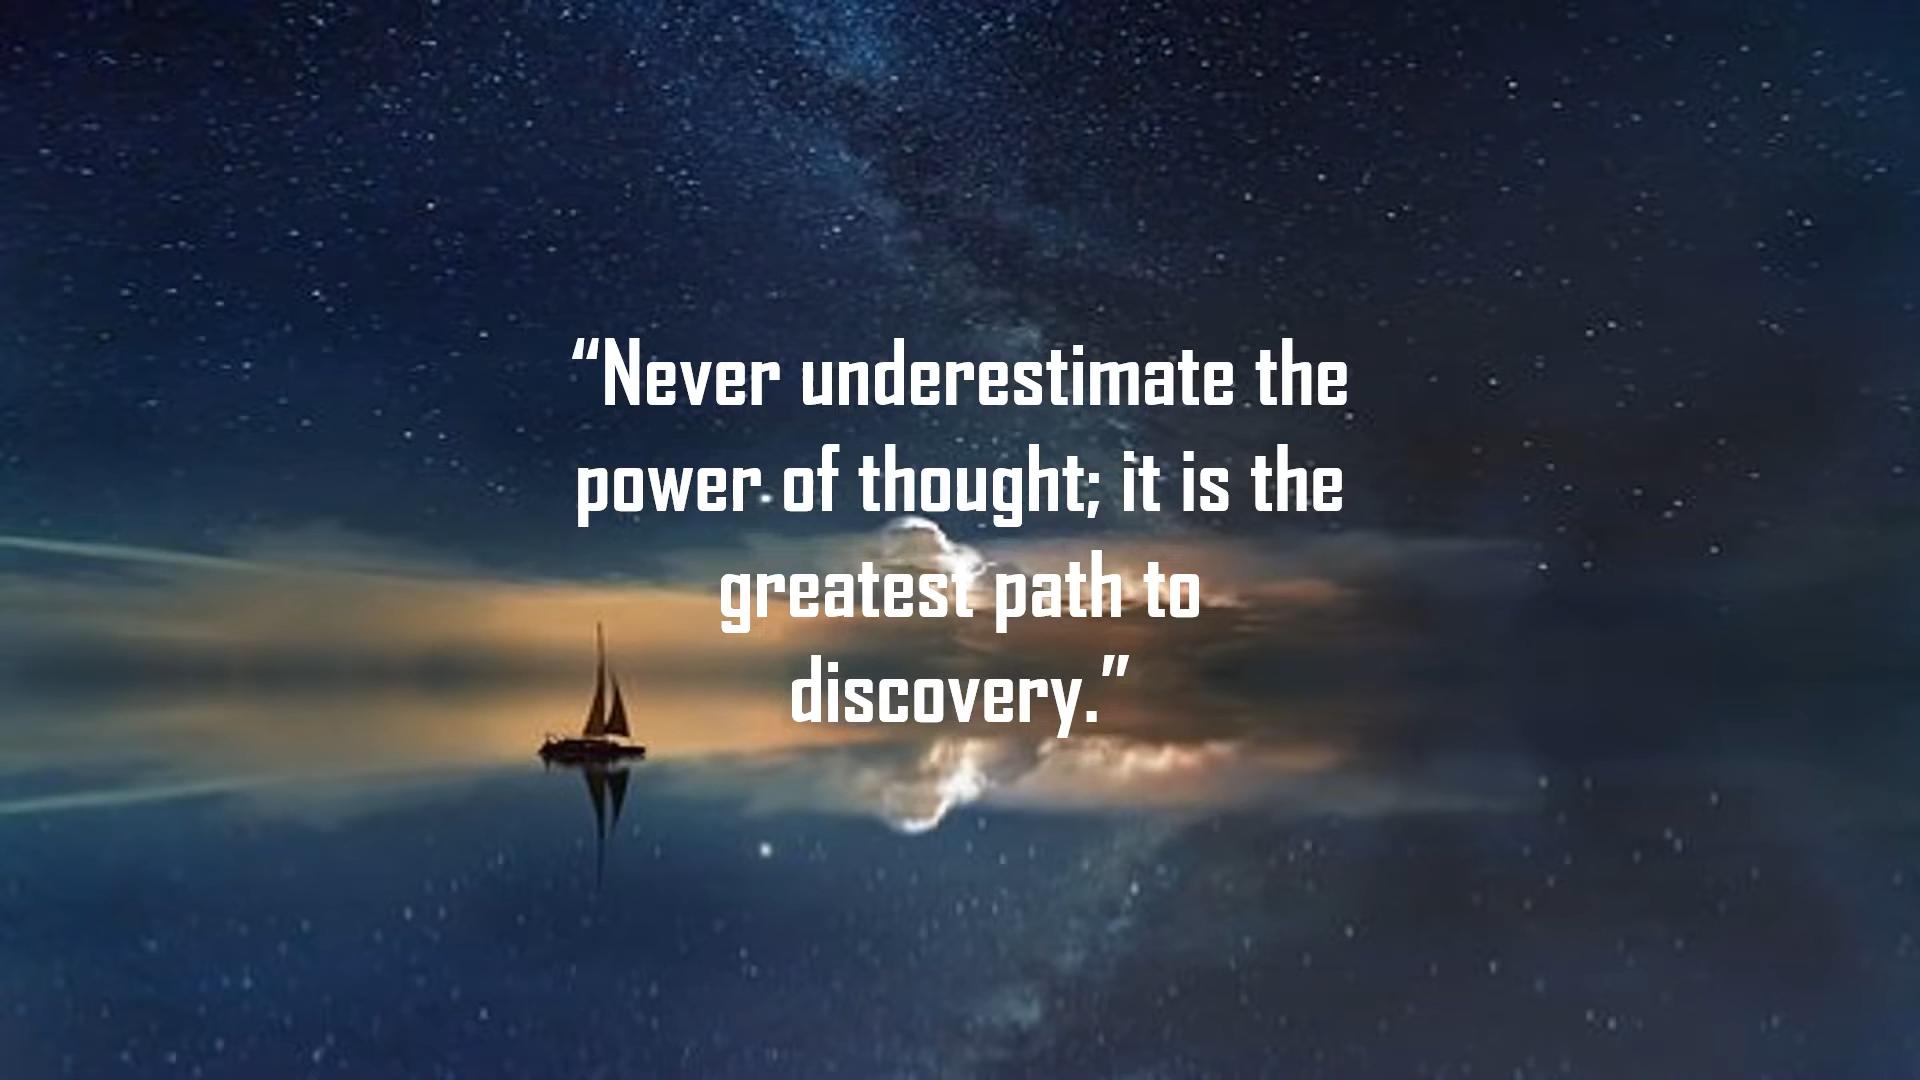 “Never underestimate the
power of thought; it is the
greatest path to
discovery.”